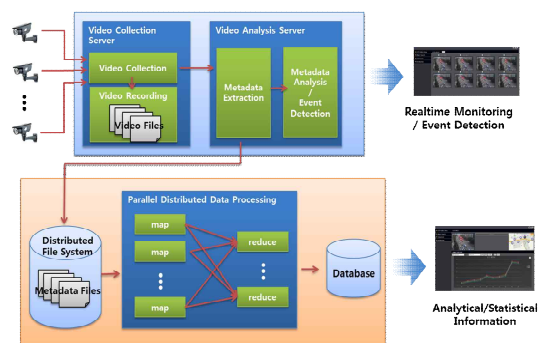 Video Collection
Server
Video Collection
Video Recording
Video Files
Video Analysis Server
Metadata
Extraction
Metadata
Analysis
/
Event
Detection
Realtime Monitoring
/ Event Detection
Distributed
File System
Metadata Files
Parallel Distributed Data Processing
map
map
map
reduce
reduce
Database
Analytical/Statistical
Information